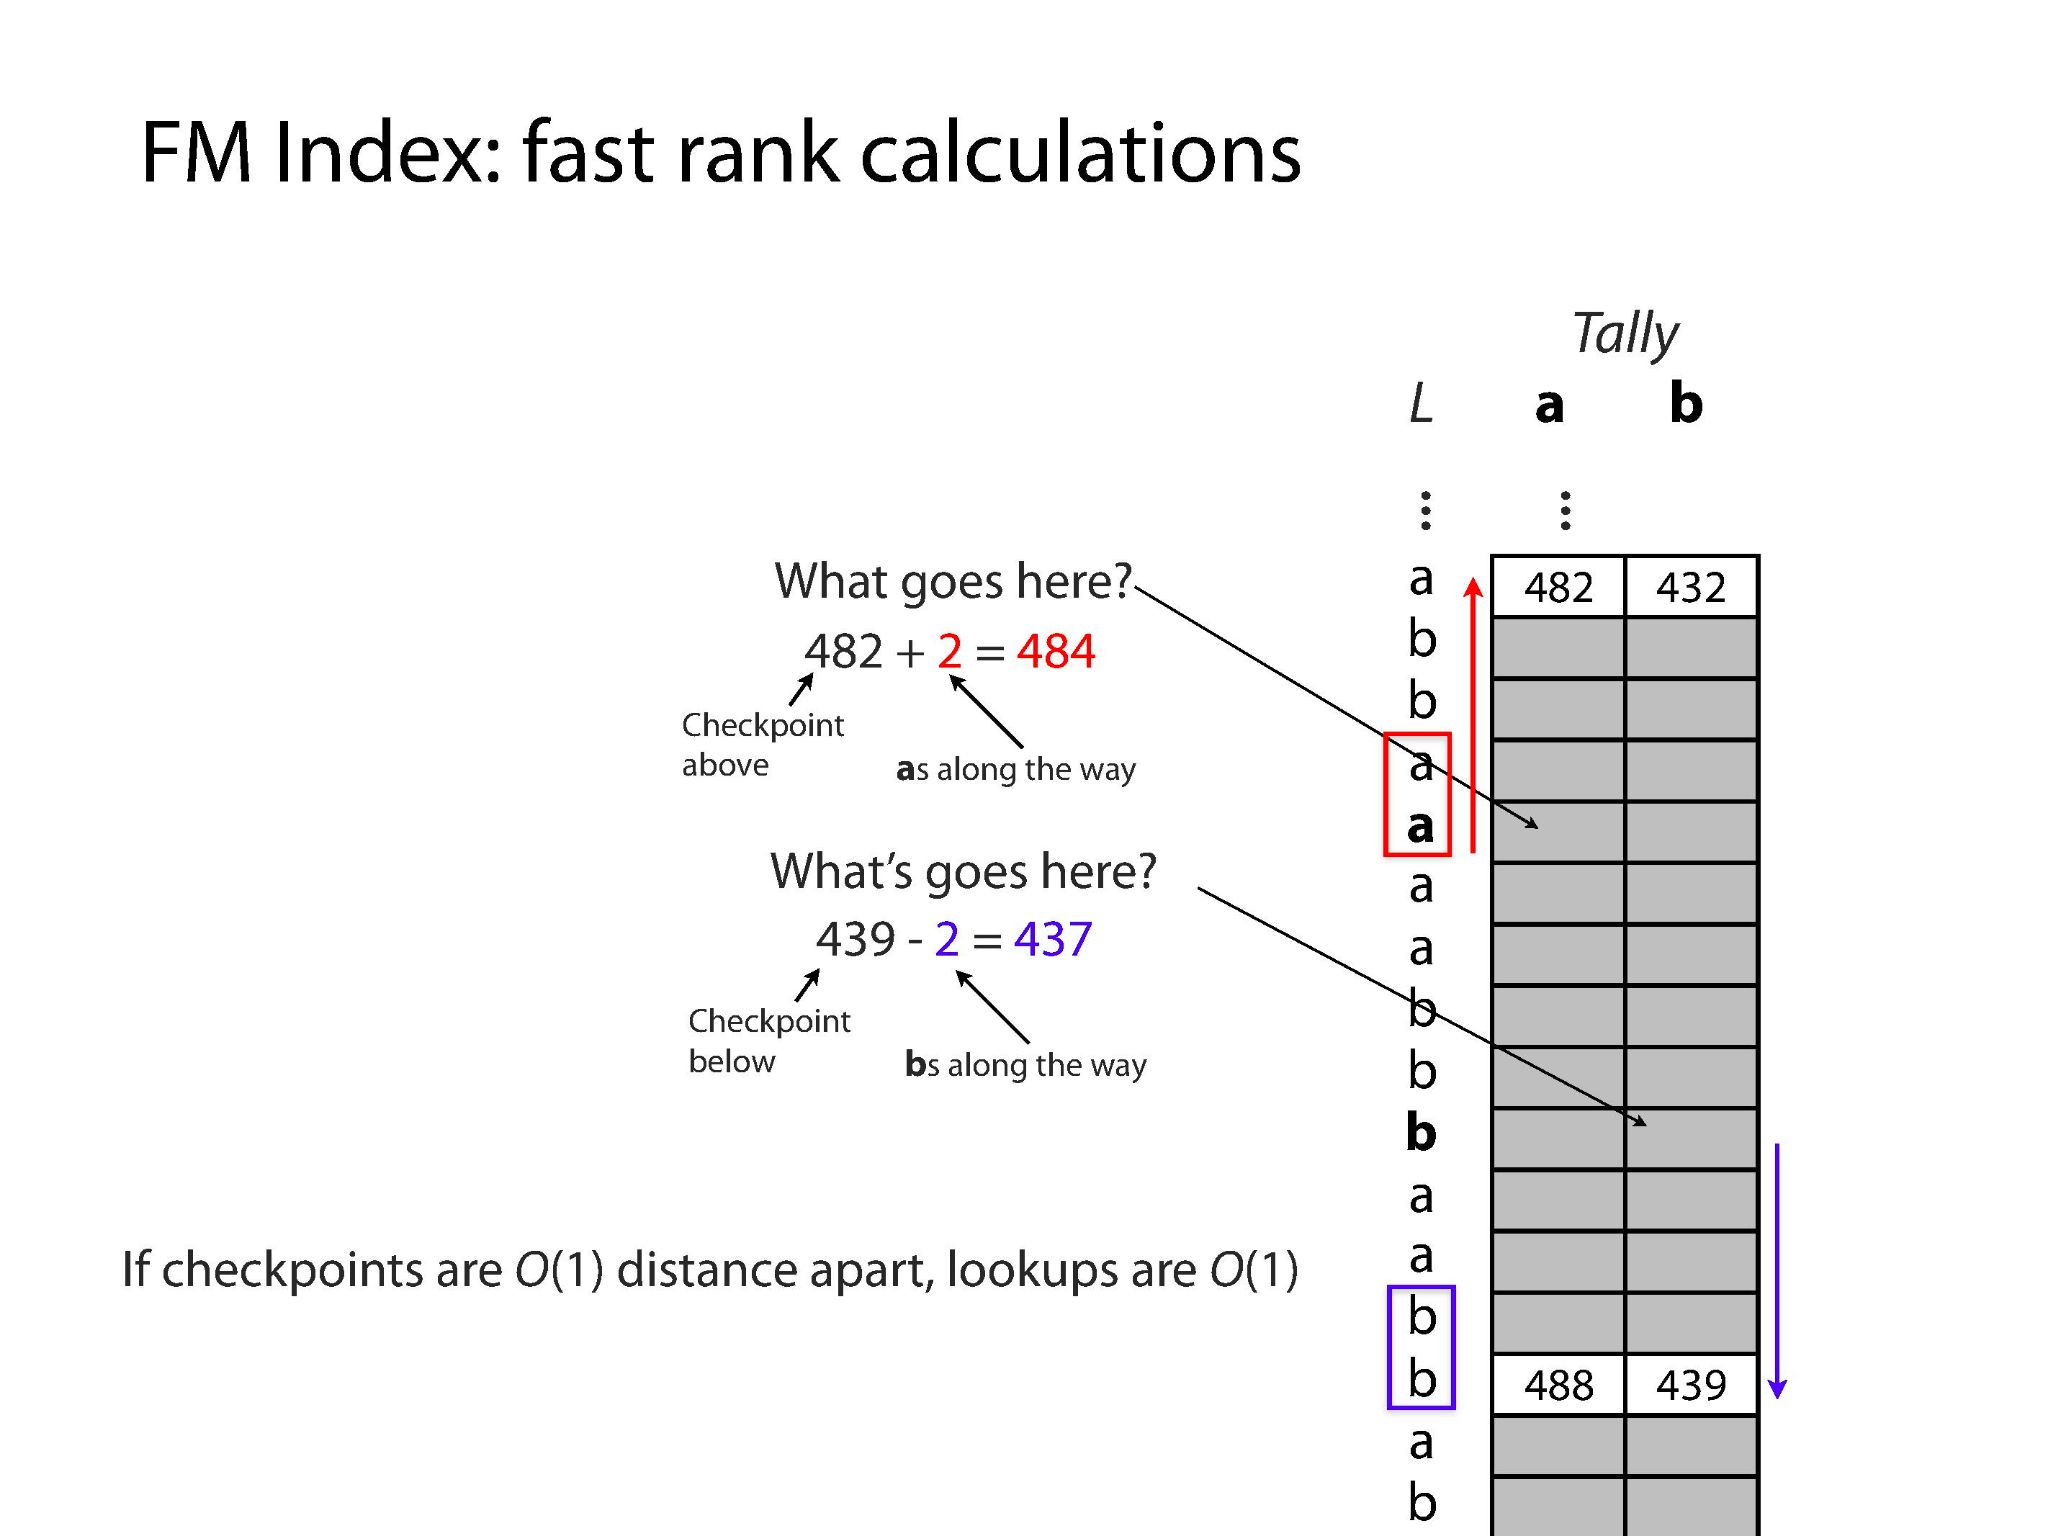 FM Index: fast rank calculations
Tally
L a b
What goes here?
482 + 2 = 484
Checkpoint
above
as along the way
What's goes here?
439 - 2 = 437
Checkpoint
below
bs along the way
If checkpoints are O(1) distance apart, lookups are O(1)
a 482 432
b
b
a
a
a
a
b
b
b
a
a
b
b 488 439
a
b